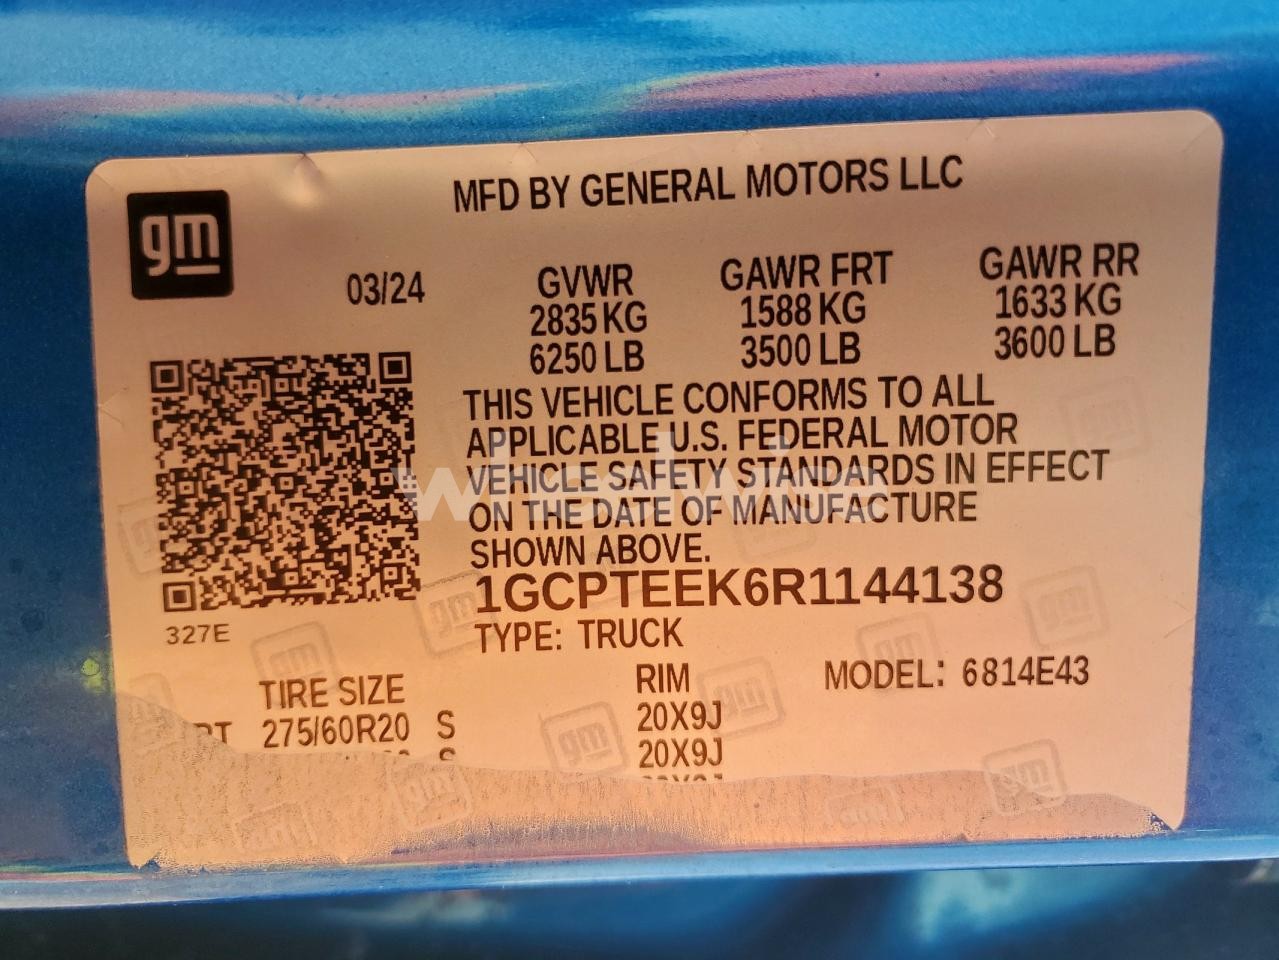 gm
MFD BY GENERAL MOTORS LLC
03/24
GVWR GAWR FRT GAWR RR
2835 KG 1588 KG 1633 KG
6250 LB 3500 LB 3600 LB
THIS VEHICLE CONFORMS TO ALL
APPLICABLE U.S. FEDERAL MOTOR
VEHICLE SAFETY STANDARDS IN EFFECT
ON THE DATE OF MANUFACTURE
SHOWN ABOVE.
1GCPTEEK6R1144138
327E
TYPE: TRUCK
TIRE SIZE RIM MODEL: 6814E43
275/60R20 S 20X9J
20X9J